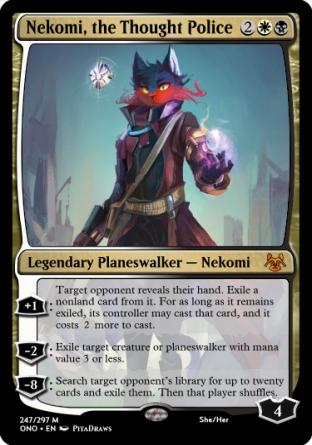 Nekomi, the Thought Police 2
Legendary Planeswalker — Nekomi
Target opponent reveals their hand. Exile a
nonland card from it. For as long as it remains
+1: exiled, its controller may cast that card, and it
costs 2 more to cast.
-2: Exile target creature or planeswalker with mana
value 3 or less.
-8: Search target opponent's library for up to twenty
cards and exile them. Then that player shuffles.
4
247/297 M She/Her
ONO • EN PitaDraws